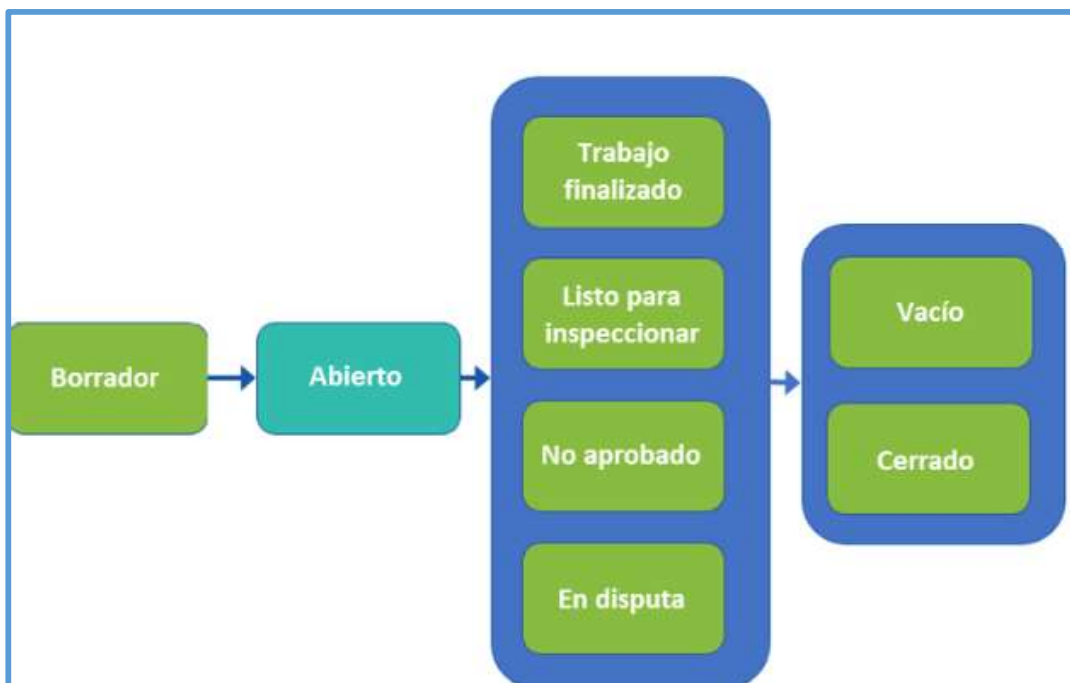 Borrador
Abierto
Trabajo
finalizado
Listo para
inspeccionar
No aprobado
En disputa
Vacío
Cerrado